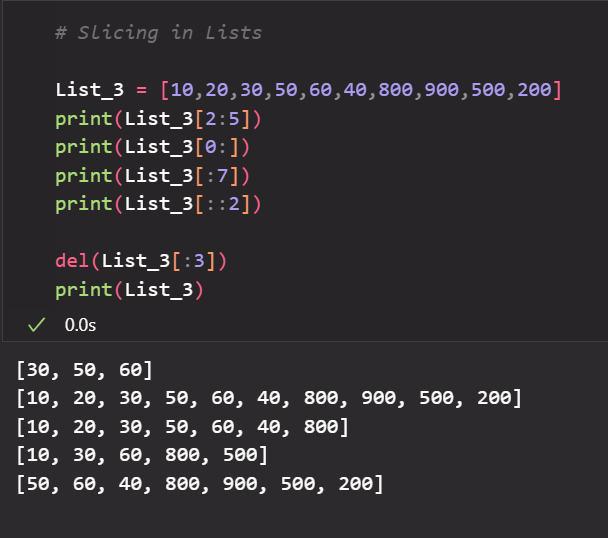 # Slicing in Lists
List_3 = [10,20,30,50,60,40,800,900,500,200]
print(List_3[2:5])
print(List_3[0:])
print(List_3[:7])
print(List_3[::2])
del(List_3[:3])
print(List_3)
0.0s
[30, 50, 60]
[10, 20, 30, 50, 60, 40, 800, 900, 500, 200]
[10, 20, 30, 50, 60, 40, 800]
[10, 30, 60, 800, 500]
[50, 60, 40, 800, 900, 500, 200]